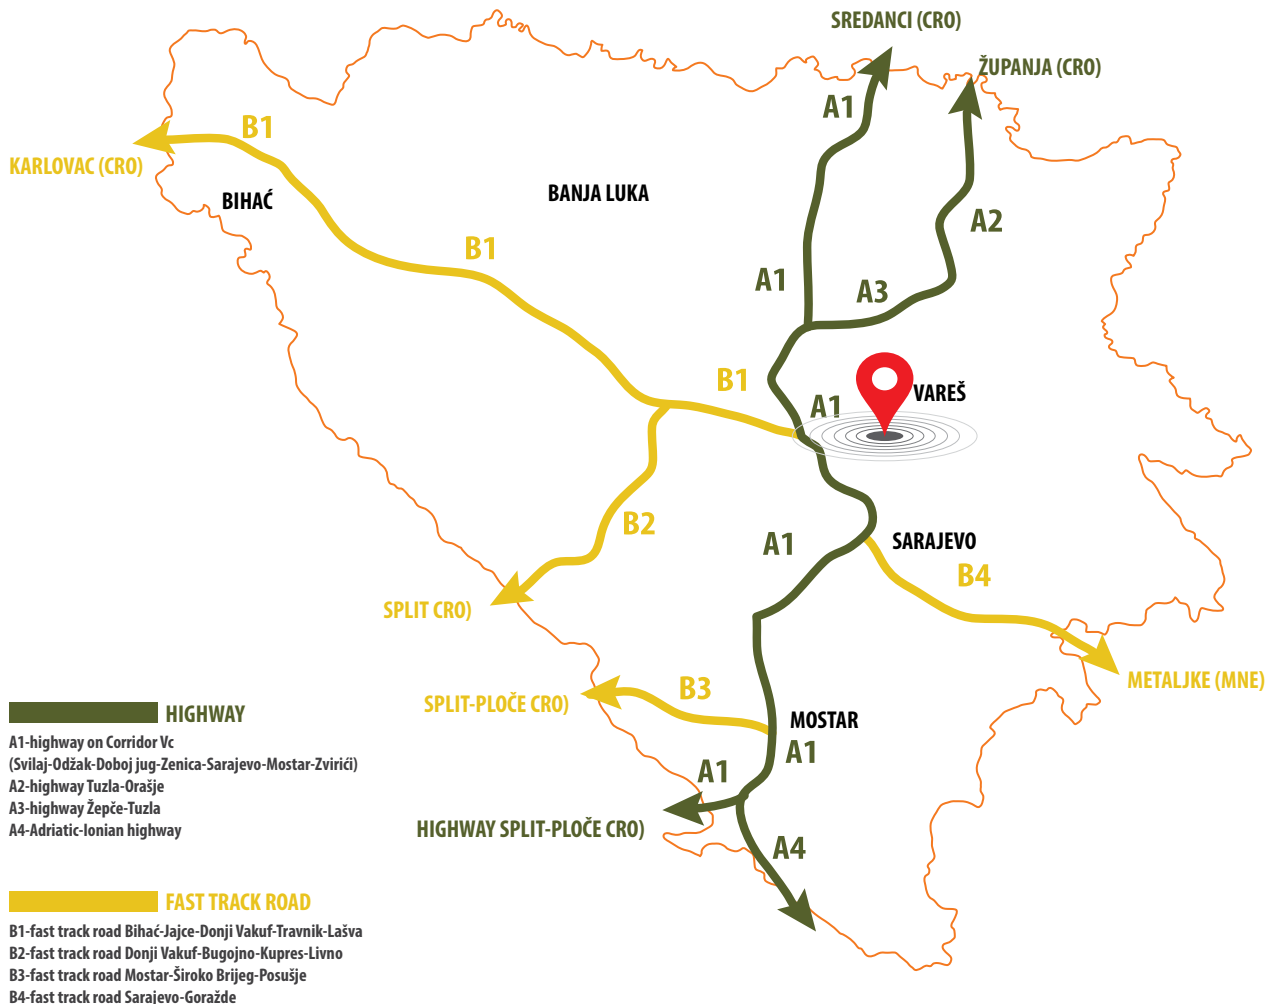 SREDANCI (CRO)
ŽUPANJA (CRO)
A1
B1
KARLOVAC (CRO)
BANJA LUKA
BIHAĆ
A2
B1
A1
A3
B1
VAREŠ
A1
B2
A1
SARAJEVO
B4
SPLIT CRO)
METALJKE (MNE)
B3
SPLIT-PLOČE CRO)
MOSTAR
A1
A1
HIGHWAY SPLIT-PLOČE CRO)
A4
HIGHWAY
A1-highway on Corridor Vc
(Svilaj-Odžak-Doboj jug-Zenica-Sarajevo-Mostar-Zvirići)
A2-highway Tuzla-Orašje
A3-highway Žepče-Tuzla
A4-Adriatic-Ionian highway
FAST TRACK ROAD
B1-fast track road Bihać-Jajce-Donji Vakuf-Travnik-Lašva
B2-fast track road Donji Vakuf-Bugojno-Kupres-Livno
B3-fast track road Mostar-Široko Brijeg-Posušje
B4-fast track road Sarajevo-Goražde